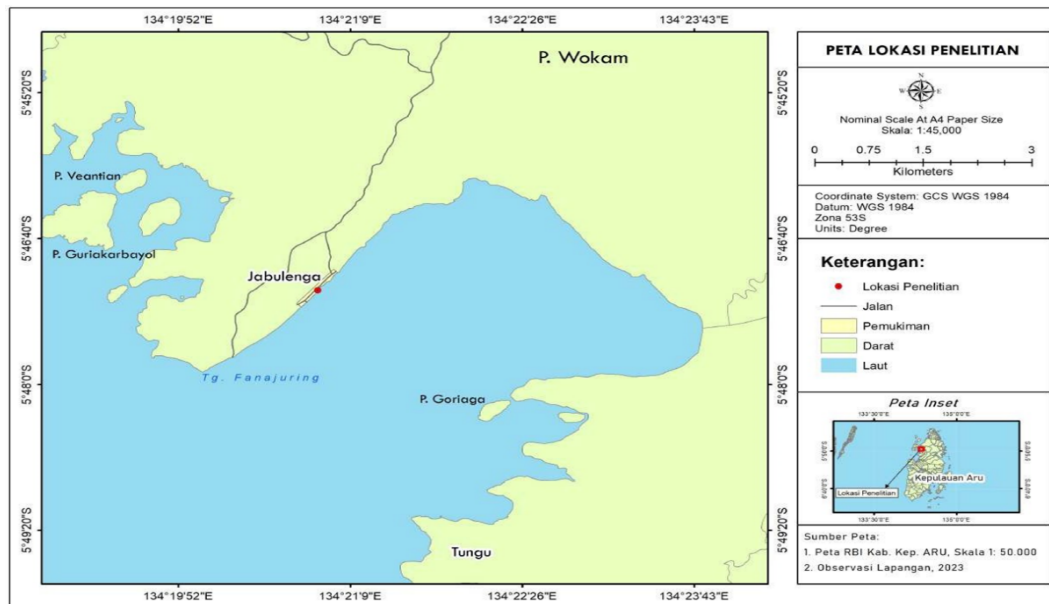 134°19'52"E 134°21'9"E 134°22'26"E 134°23'43"E
5°45'20"S 5°46'40"S 5°48'0"S 5°49'20"S
P. Wokam
P. Veantian
P. Guriakarbayol
Jabulenga
Tg. Fanajuring
P. Goriaga
Tungu
5°45'20"S 5°46'40"S 5°48'0"S 5°49'20"S
134°19'52"E 134°21'9"E 134°22'26"E 134°23'43"E
PETA LOKASI PENELITIAN
N
W E
S
Nominal Scale At A4 Paper Size
Skala: 1:45,000
0 0.75 1.5 3
Kilometers
Coordinate System: GCS WGS 1984
Datum: WGS 1984
Zona 53S
Units: Degree
Keterangan:
Lokasi Penelitian
Jalan
Pemukiman
Darat
Laut
Peta Inset
Kepulauan Aru
Lokasi Penelitian
Sumber Peta:
1. Peta RBI Kab. Kep. ARU, Skala 1: 50.000
2. Observasi Lapangan, 2023